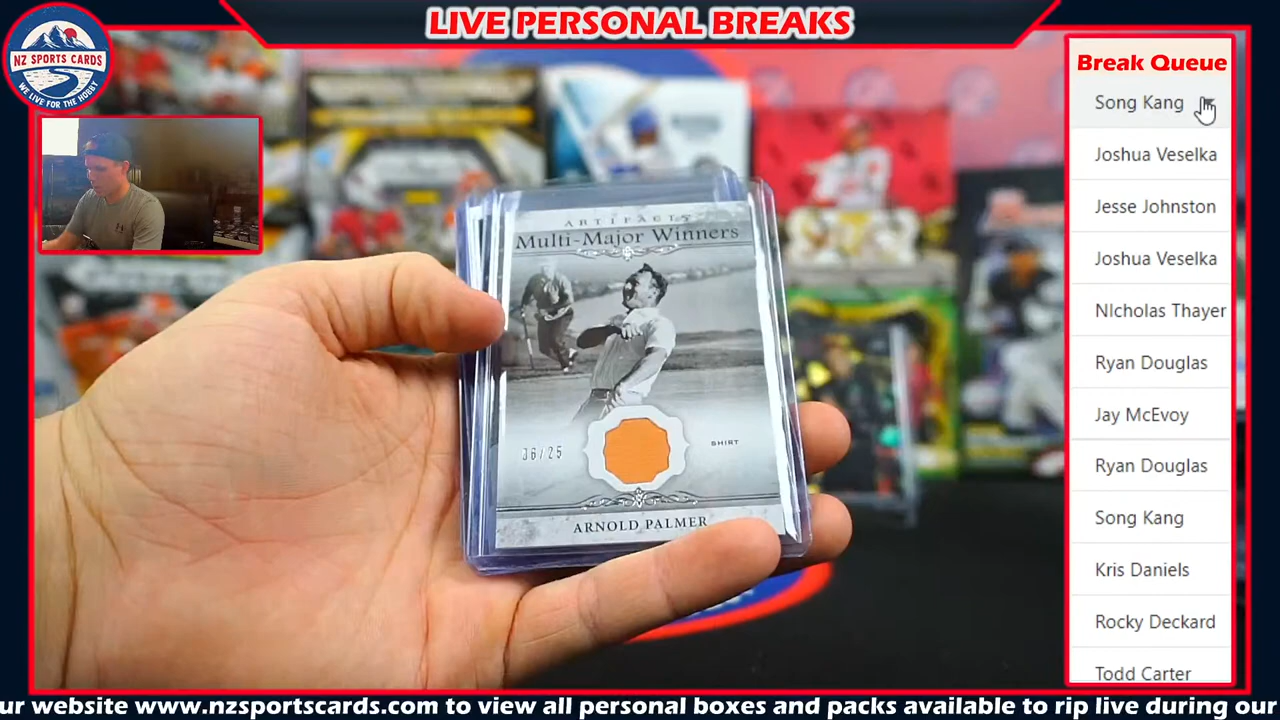 LIVE PERSONAL BREAKS
NZ SPORTS CARDS
WE LIVE FOR THE HOBBY
Break Queue
Song Kang
Joshua Veselka
Jesse Johnston
Joshua Veselka
NIcholas Thayer
Ryan Douglas
Jay McEvoy
Ryan Douglas
Song Kang
Kris Daniels
Rocky Deckard
Todd Carter
ARTIFACTS
Multi-Major Winners
36/25
SHIRT
ARNOLD PALMER
ur website www.nzsportscards.com to view all personal boxes and packs available to rip live during our